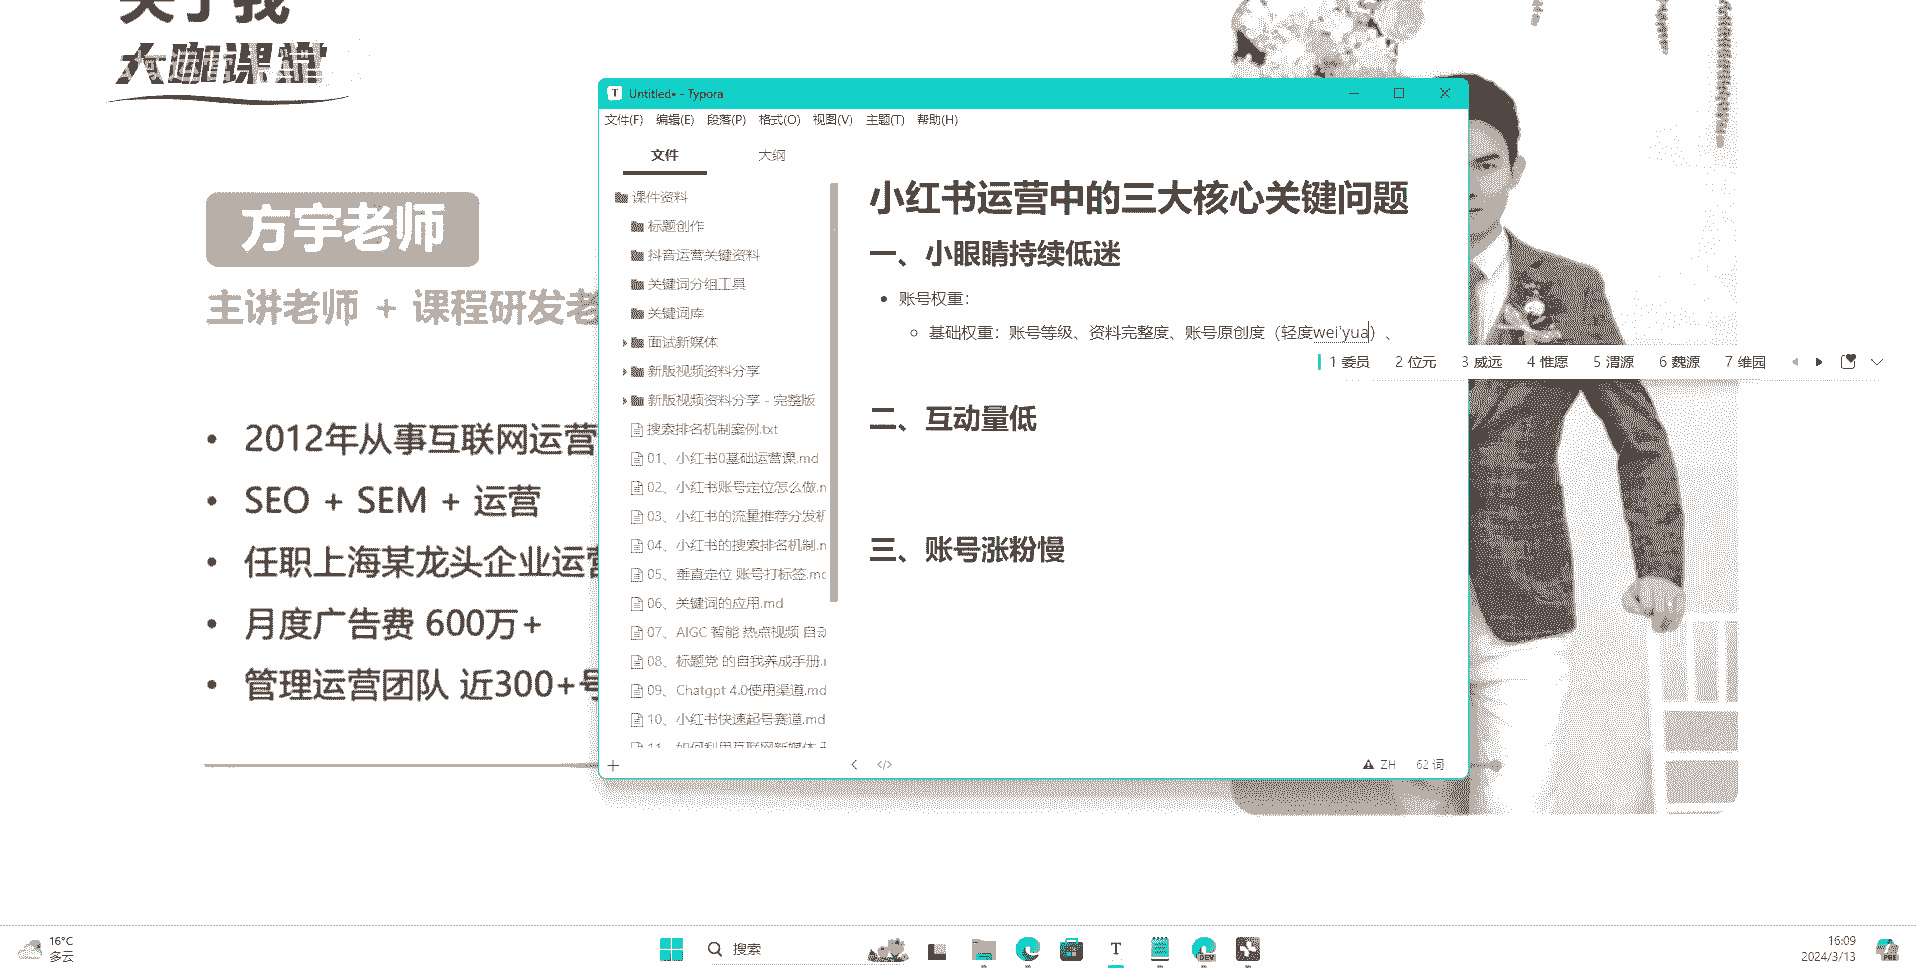 关于我
大咖课堂
方宇老师
主讲老师 + 课程研发老
2012年从事互联网运营
SEO + SEM + 运营
任职上海某龙头企业运营
月度广告费 600万+
管理运营团队 近300+号
Untitled• - Typora
文件(F) 编辑(E) 段落(P) 格式(O) 视图(V) 主题(T) 帮助(H)
文件 大纲
课件资料
标题创作
抖音运营关键资料
关键词分组工具
关键词库
面试新媒体
新版视频资料分享
新版视频资料分享 - 完整版
搜索排名机制案例.txt
01、小红书0基础运营课.md
02、小红书账号定位怎么做.n
03、小红书的流量推荐分发机
04、小红书的搜索排名机制.n
05、垂直定位 账号打标签.mc
06、关键词的应用.md
07、AIGC 智能 热点视频 自动
08、标题党 的自我养成手册.r
09、Chatgpt 4.0使用渠道.md
10、小红书快速起号赛道.md
11、如何利用互联网新媒体
小红书运营中的三大核心关键问题
一、小眼睛持续低迷
账号权重：
基础权重：账号等级、资料完整度、账号原创度（轻度wei'yua）、
1 委员 2 位元 3 威远 4 惟愿 5 渭源 6 魏源 7 维园
二、互动量低
三、账号涨粉慢
ZH 62 词
16°C
多云
搜索
DEV
16:09
2024/3/13
PRE